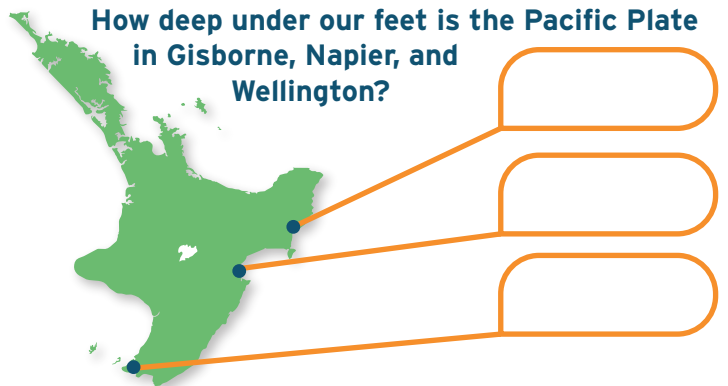 How deep under our feet is the Pacific Plate
in Gisborne, Napier, and
Wellington?